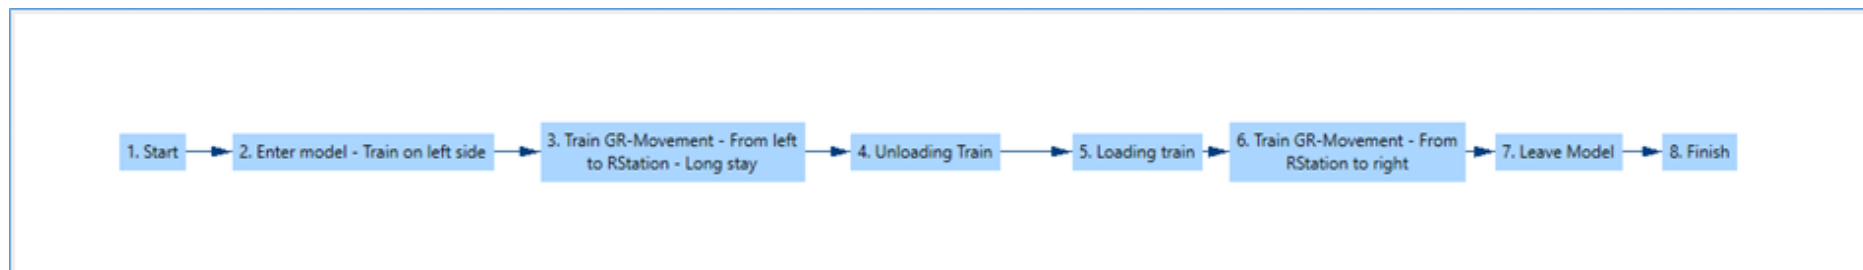 1. Start
2. Enter model - Train on left side
3. Train GR-Movement - From left
to RStation - Long stay
4. Unloading Train
5. Loading train
6. Train GR-Movement - From
RStation to right
7. Leave Model
8. Finish